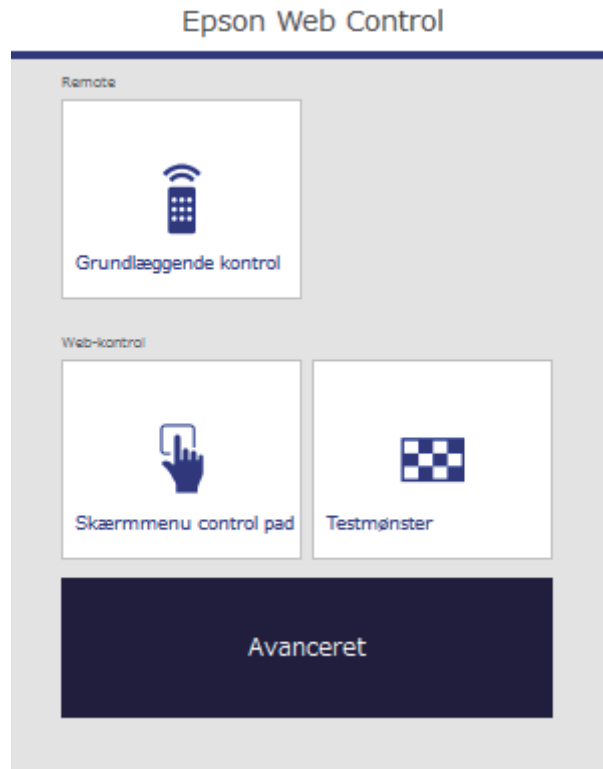 Epson Web Control
Remote
Grundlæggende kontrol
Web-kontrol
Skærmmenu control pad
Testmønster
Avanceret